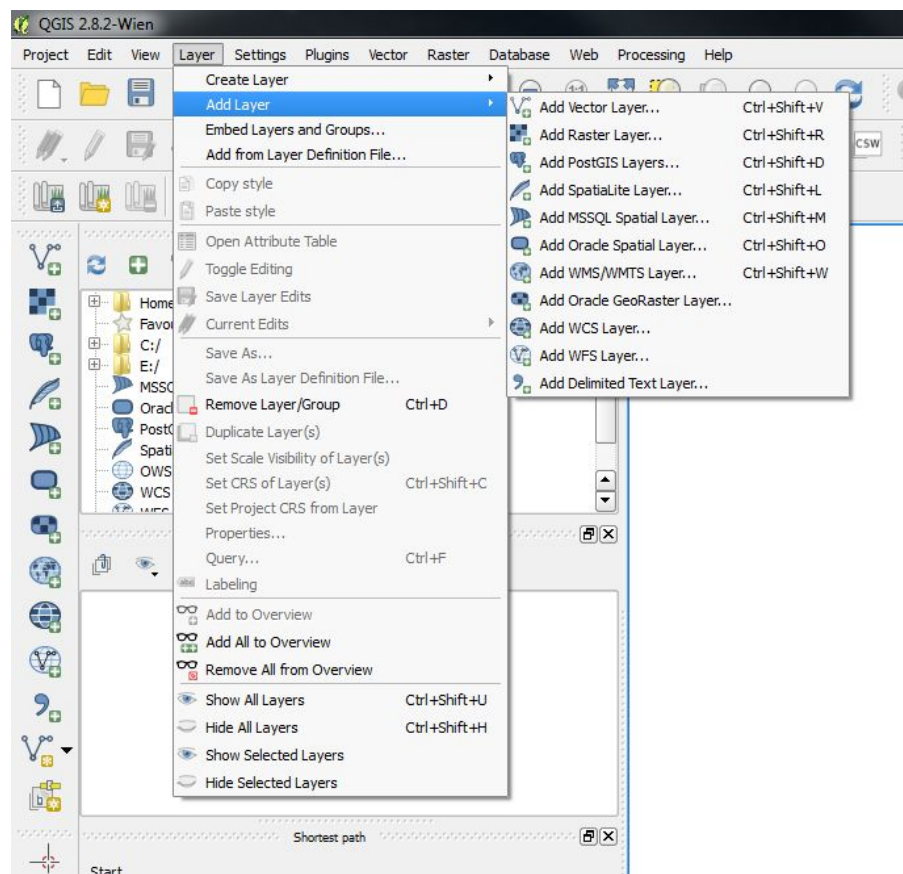 QGIS 2.8.2-Wien
Project Edit View Layer Settings Plugins Vector Raster Database Web Processing Help
Create Layer
Add Layer
Embed Layers and Groups...
Add from Layer Definition File...
Copy style
Paste style
Open Attribute Table
Toggle Editing
Save Layer Edits
Current Edits
Save As...
Save As Layer Definition File...
Remove Layer/Group Ctrl+D
Duplicate Layer(s)
Set Scale Visibility of Layer(s)
Set CRS of Layer(s) Ctrl+Shift+C
Set Project CRS from Layer
Properties...
Query... Ctrl+F
abc Labeling
Add to Overview
Add All to Overview
Remove All from Overview
Show All Layers Ctrl+Shift+U
Hide All Layers Ctrl+Shift+H
Show Selected Layers
Hide Selected Layers
Add Vector Layer... Ctrl+Shift+V
Add Raster Layer... Ctrl+Shift+R
Add PostGIS Layers... Ctrl+Shift+D
Add SpatiaLite Layer... Ctrl+Shift+L
Add MSSQL Spatial Layer... Ctrl+Shift+M
Add Oracle Spatial Layer... Ctrl+Shift+O
Add WMS/WMTS Layer... Ctrl+Shift+W
Add Oracle GeoRaster Layer...
Add WCS Layer...
Add WFS Layer...
Add Delimited Text Layer...
CSW
Home
C:/
E:/
OWS
WCS
Shortest path
Start